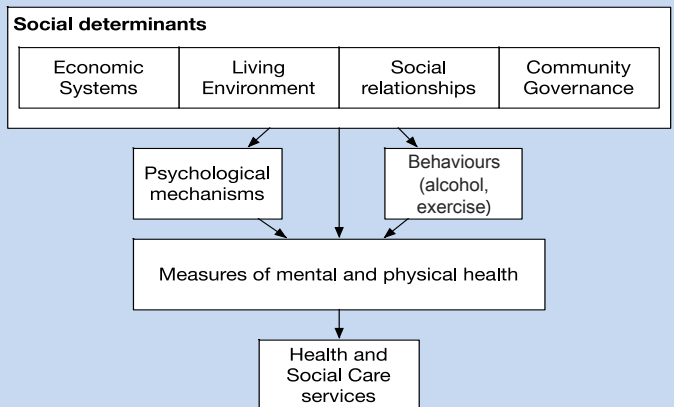 Social determinants
Economic
Systems
Living
Environment
Social
relationships
Community
Governance
Psychological
mechanisms
Behaviours
(alcohol,
exercise)
Measures of mental and physical health
Health and
Social Care
services